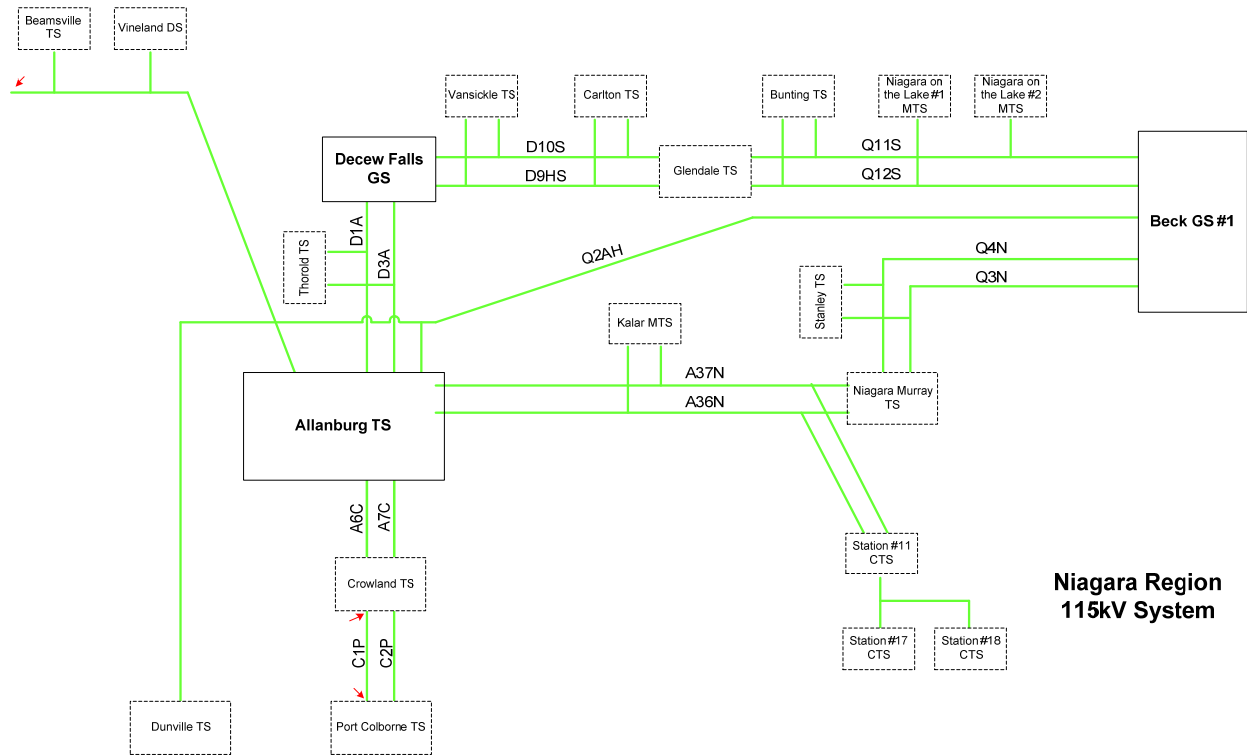 Beamsville
TS
Vineland DS
Vansickle TS
Carlton TS
Bunting TS
Niagara on
the Lake #1
MTS
Niagara on
the Lake #2
MTS
Decew Falls
GS
D10S
D9HS
Glendale TS
Q11S
Q12S
Beck GS #1
D1A
D3A
Thorold TS
Q2AH
Q4N
Q3N
Stanley TS
Kalar MTS
A37N
A36N
Niagara Murray
TS
Allanburg TS
A6C
A7C
Station #11
CTS
Crowland TS
Niagara Region
115kV System
C1P
C2P
Station #17
CTS
Station #18
CTS
Dunville TS
Port Colborne TS